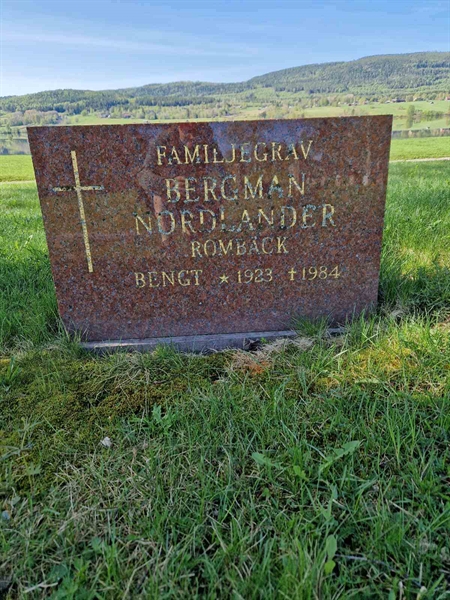 FAMILJEGRAV
BERGMAN
NORDLANDER
ROMBÄCK
BENGT ★ 1923 ✝ 1984